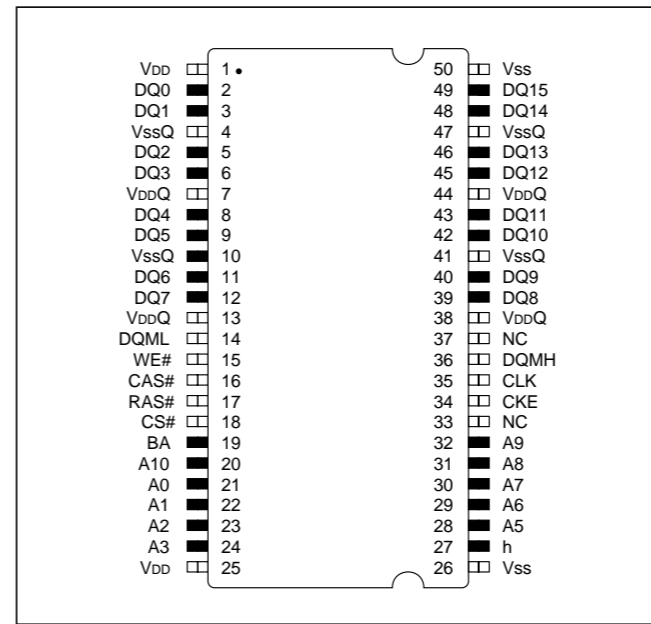 VDD 1 50 Vss
DQ0 2 49 DQ15
DQ1 3 48 DQ14
VssQ 4 47 VssQ
DQ2 5 46 DQ13
DQ3 6 45 DQ12
VDDQ 7 44 VDDQ
DQ4 8 43 DQ11
DQ5 9 42 DQ10
VssQ 10 41 VssQ
DQ6 11 40 DQ9
DQ7 12 39 DQ8
VDDQ 13 38 VDDQ
DQML 14 37 NC
WE# 15 36 DQMH
CAS# 16 35 CLK
RAS# 17 34 CKE
CS# 18 33 NC
BA 19 32 A9
A10 20 31 A8
A0 21 30 A7
A1 22 29 A6
A2 23 28 A5
A3 24 27 h
VDD 25 26 Vss